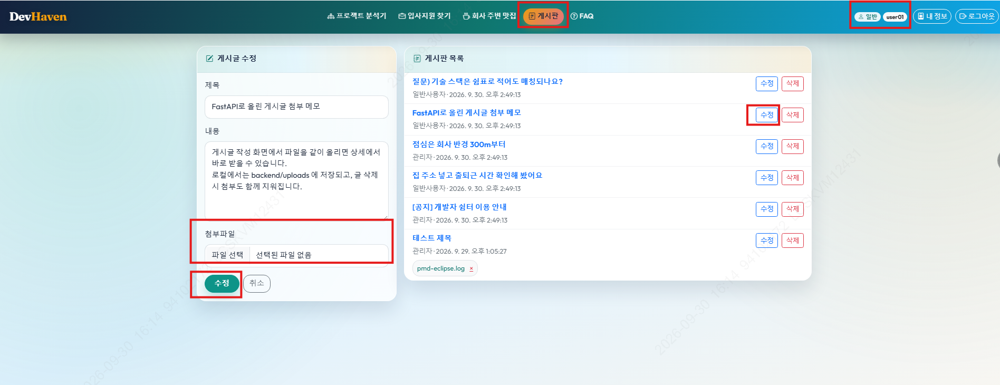 DevHaven
프로젝트 분석기
입사지원 찾기
회사 주변 맛집
게시판
FAQ
일반
user01
내 정보
로그아웃
게시글 수정
제목
FastAPI로 올린 게시글 첨부 메모
내용
게시글 작성 화면에서 파일을 같이 올리면 상세에서
바로 받을 수 있습니다.
로컬에서는 backend/uploads 에 저장되고, 글 삭제
시 첨부도 함께 지워집니다.
첨부파일
파일 선택 선택된 파일 없음
수정
취소
게시판 목록
질문) 기술 스택은 쉼표로 적어도 매칭되나요?
일반사용자 · 2026. 9. 30. 오후 2:49:13
수정 삭제
FastAPI로 올린 게시글 첨부 메모
일반사용자 · 2026. 9. 30. 오후 2:49:13
수정 삭제
점심은 회사 반경 300m부터
관리자 · 2026. 9. 30. 오후 2:49:13
수정 삭제
집 주소 넣고 출퇴근 시간 확인해 봤어요
일반사용자 · 2026. 9. 30. 오후 2:49:13
수정 삭제
[공지] 개발자 쉼터 이용 안내
관리자 · 2026. 9. 30. 오후 2:49:13
수정 삭제
테스트 제목
관리자 · 2026. 9. 29. 오후 1:05:27
수정 삭제
pmd-eclipse.log ×
2026-09-30 16:14